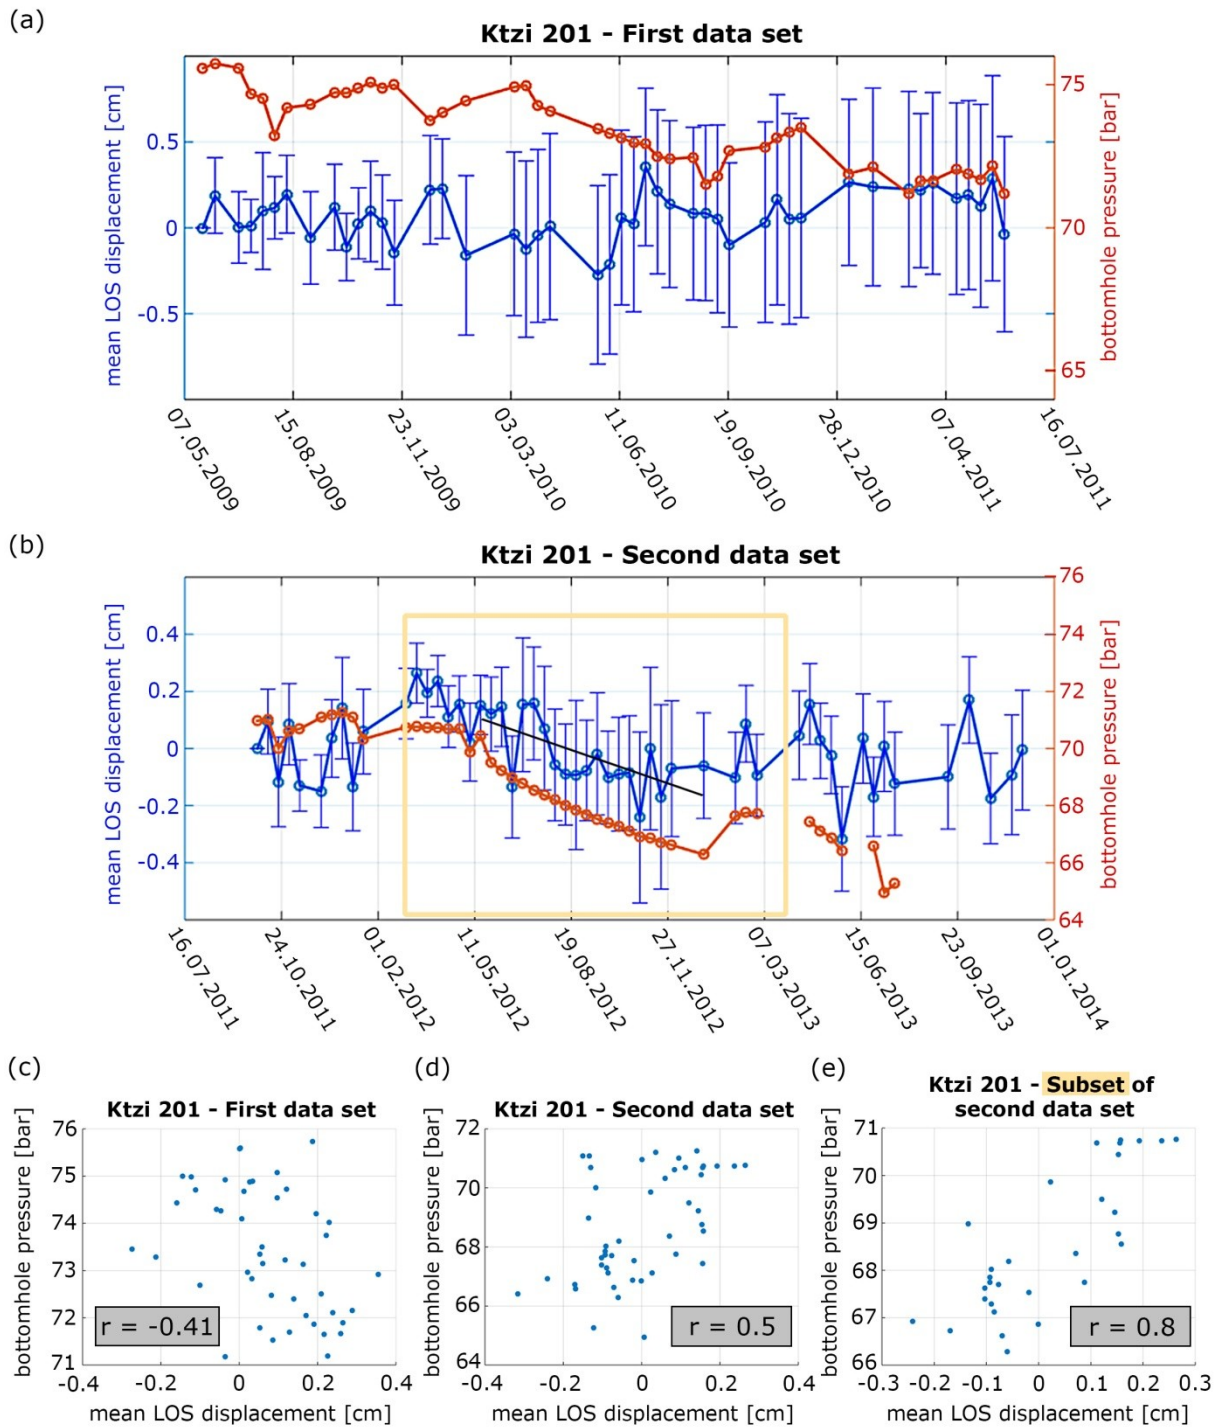 (a)
Ktzi 201 - First data set
mean LOS displacement [cm]
0.5
0
-0.5
75
70
65
bottomhole pressure [bar]
07.05.2009
15.08.2009
23.11.2009
03.03.2010
11.06.2010
19.09.2010
28.12.2010
07.04.2011
16.07.2011
(b)
Ktzi 201 - Second data set
mean LOS displacement [cm]
0.4
0.2
0
-0.2
-0.4
76
74
72
70
68
66
64
bottomhole pressure [bar]
16.07.2011
24.10.2011
01.02.2012
11.05.2012
19.08.2012
27.11.2012
07.03.2013
15.06.2013
23.09.2013
01.01.2014
(c)
Ktzi 201 - First data set
bottomhole pressure [bar]
76
75
74
73
72
71
r = -0.41
-0.4 -0.2 0 0.2 0.4
mean LOS displacement [cm]
(d)
Ktzi 201 - Second data set
bottomhole pressure [bar]
72
70
68
66
64
r = 0.5
-0.4 -0.2 0 0.2 0.4
mean LOS displacement [cm]
(e)
Ktzi 201 - Subset of
second data set
bottomhole pressure [bar]
71
70
69
68
67
66
r = 0.8
-0.3 -0.2 -0.1 0 0.1 0.2 0.3
mean LOS displacement [cm]